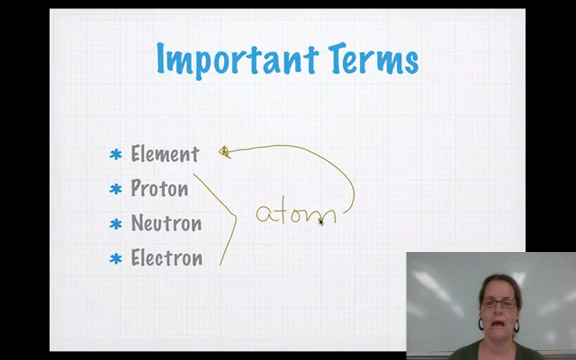 Important Terms
* Element
* Proton
* Neutron
* Electron
atom